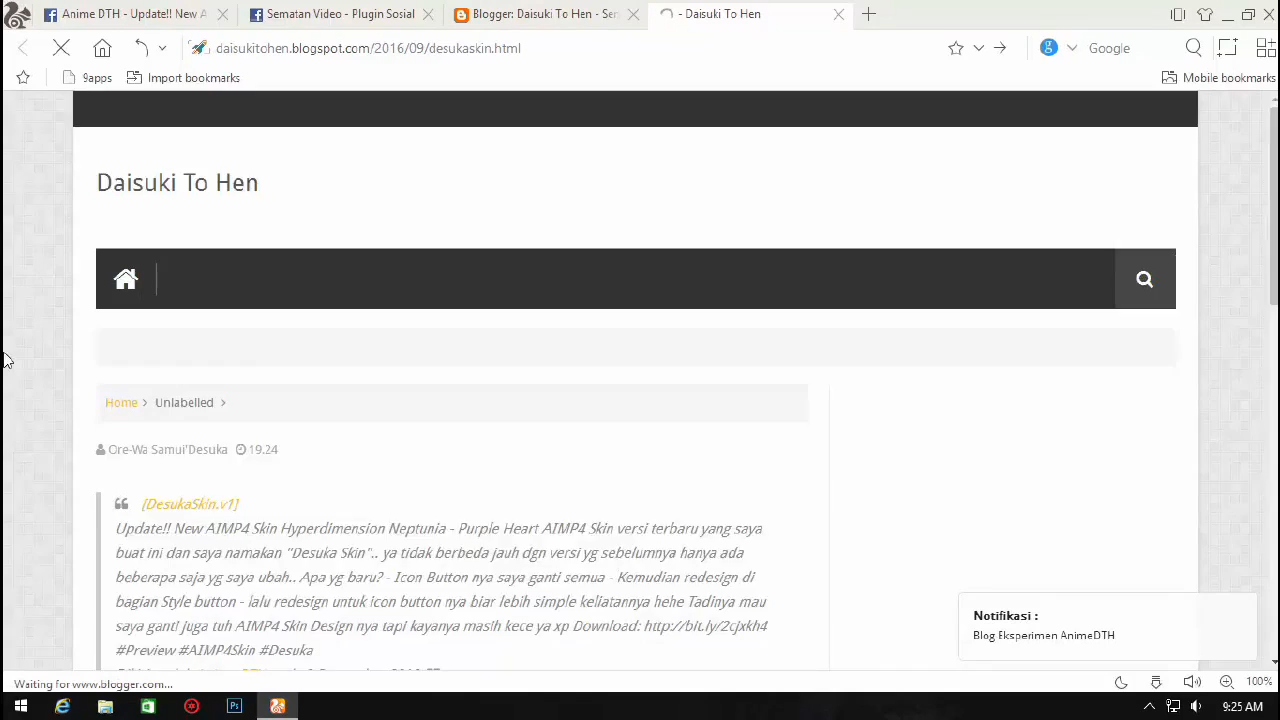 Anime DTH - Update!! New A
Sematan Video - Plugin Sosial
Blogger: Daisuki To Hen - Sem
- Daisuki To Hen
daisukitohen.blogspot.com/2016/09/desukaskin.html
Google
9apps
Import bookmarks
Mobile bookmarks
Daisuki To Hen
Home
Unlabelled
Ore-Wa Samui'Desuka
19.24
[DesukaSkin.v1]
Update!! New AIMP4 Skin Hyperdimension Neptunia - Purple Heart AIMP4 Skin versi terbaru yang saya
buat ini dan saya namakan "Desuka Skin".. ya tidak berbeda jauh dgn versi yg sebelumnya hanya ada
beberapa saja yg saya ubah.. Apa yg baru? - Icon Button nya saya ganti semua - Kemudian redesign di
bagian Style button - lalu redesign untuk icon button nya biar lebih simple keliatannya hehe Tadinya mau
saya ganti juga tuh AIMP4 Skin Design nya tapi kayanya masih kece ya xp Download: http://bit.ly/2cjxkh4
#Preview #AIMP4Skin #Desuka
Notifikasi :
Blog Eksperimen AnimeDTH
Waiting for www.blogger.com...
100%
Ps
9:25 AM